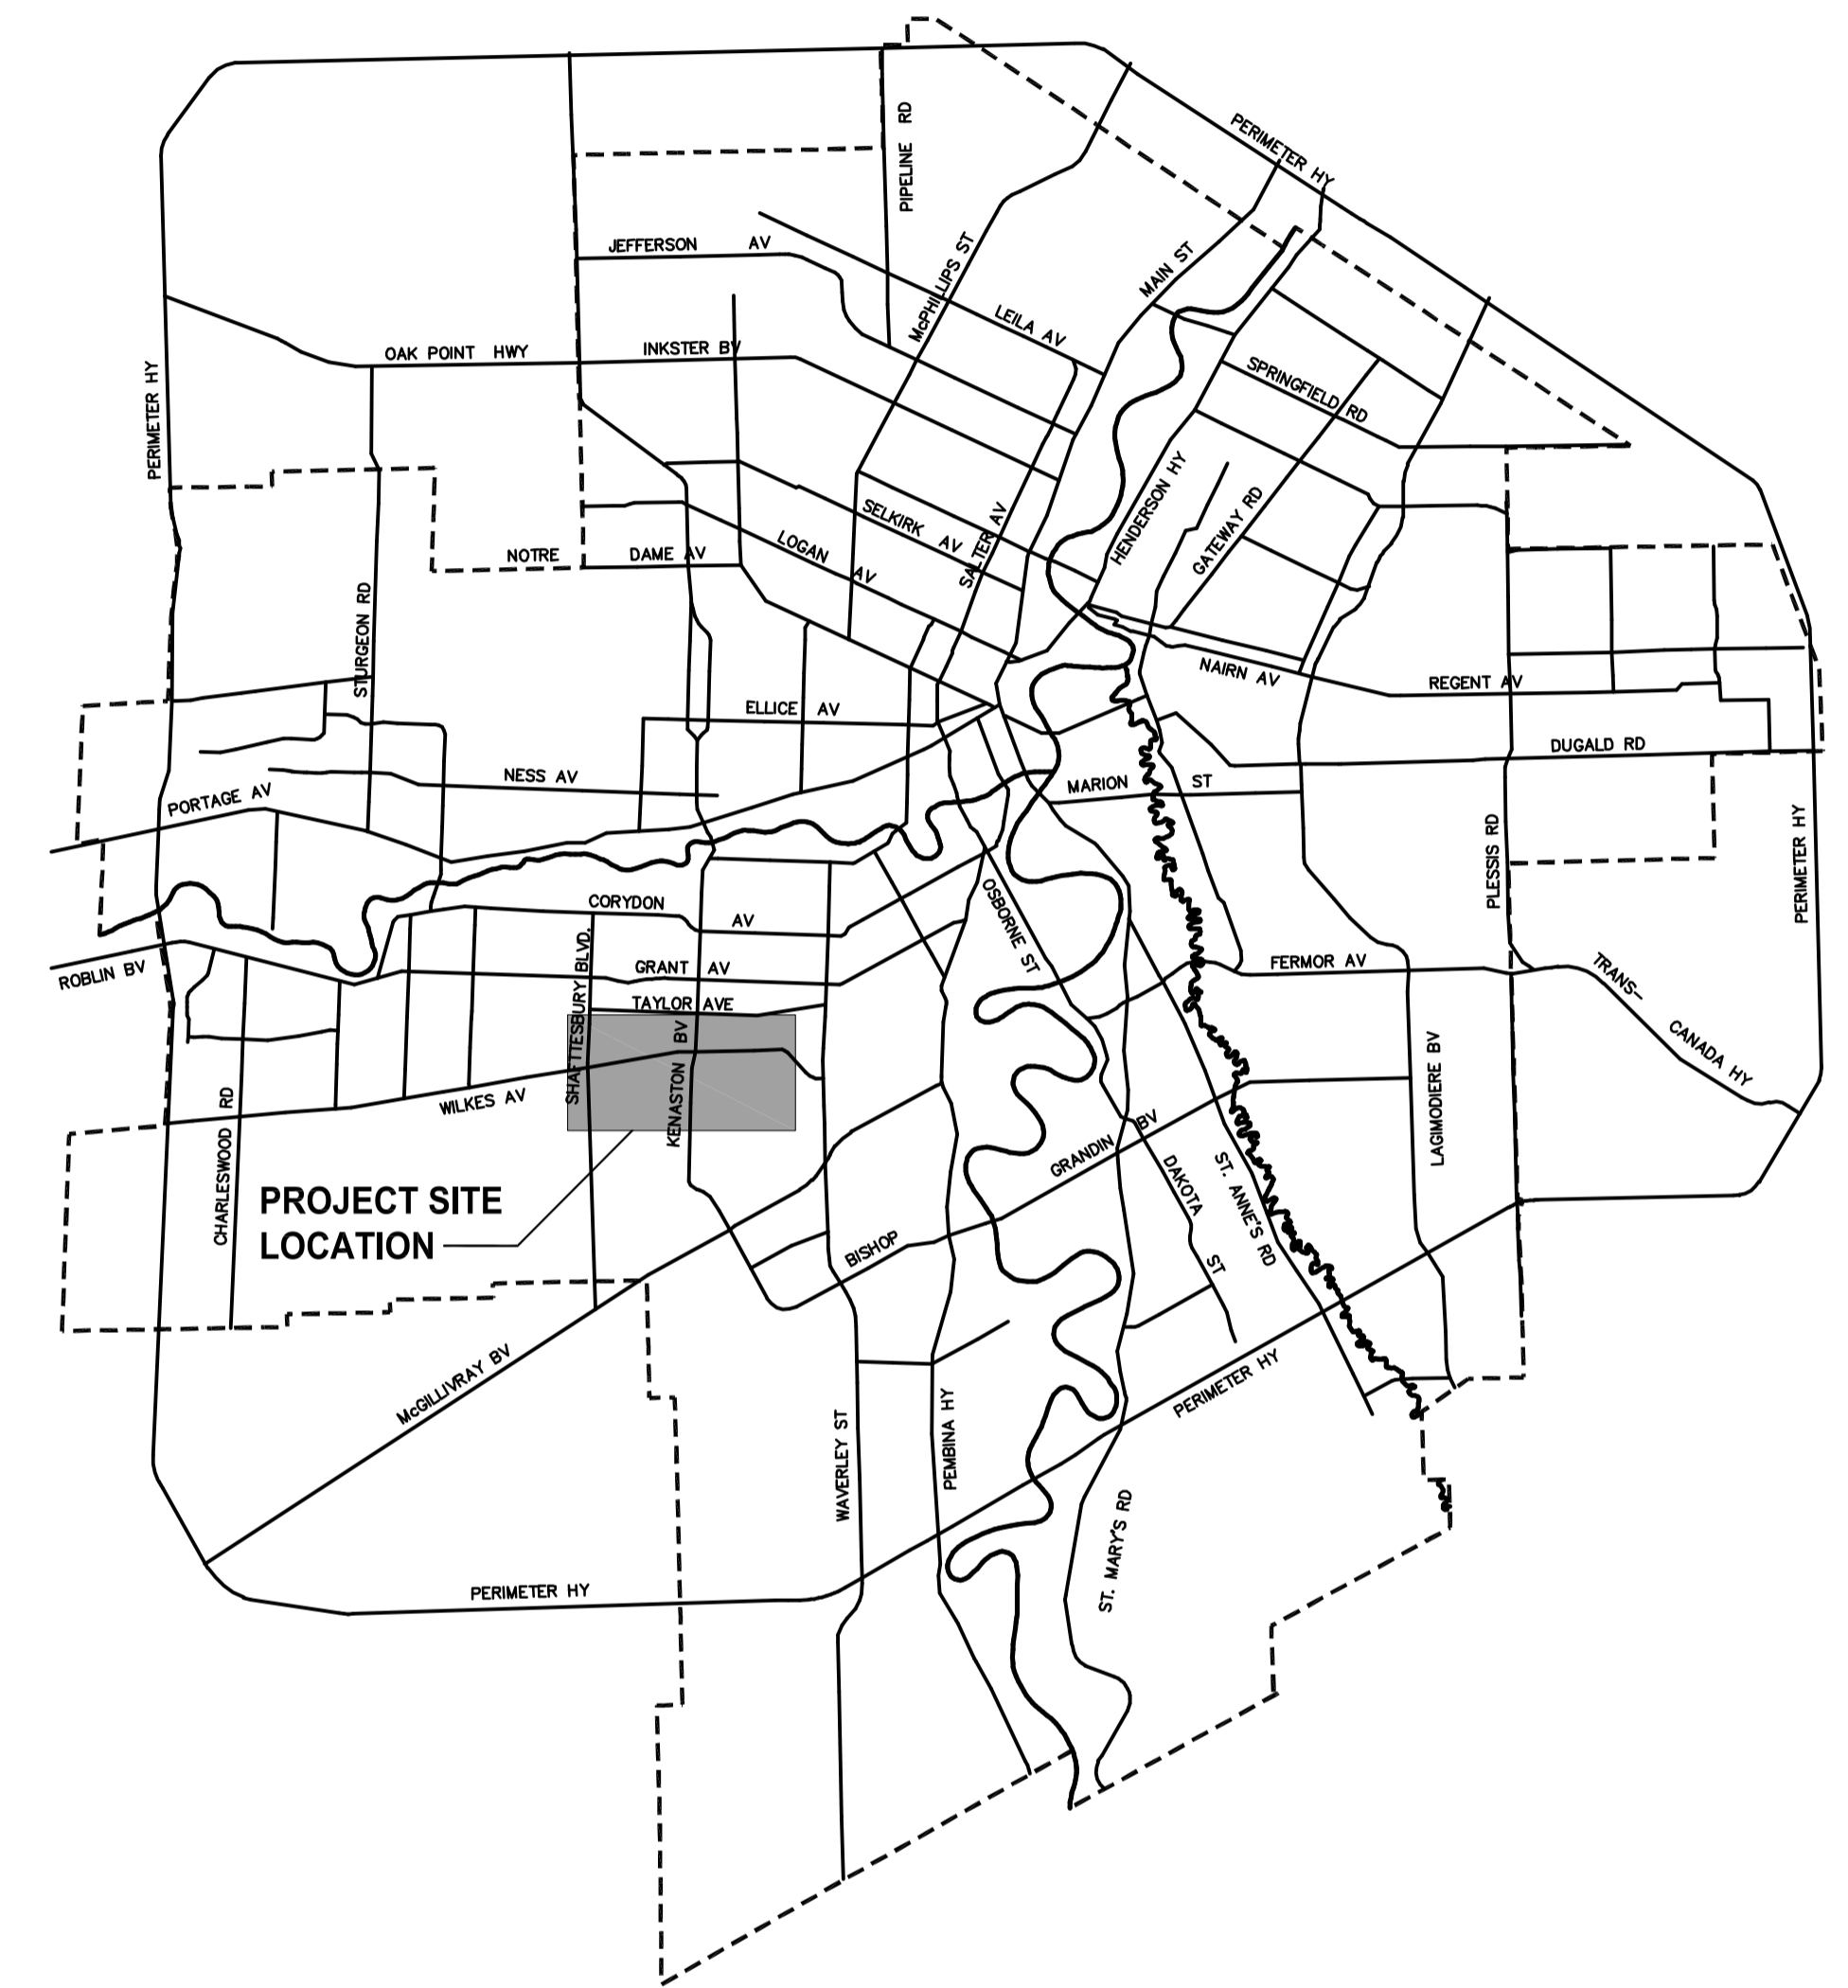 PERIMETER HY
PIPELINE RD
JEFFERSON AV
McPHILLIPS ST
MAIN ST
LEILA AV
OAK POINT HWY
INKSTER BV
SPRINGFIELD RD
PERIMETER HY
HENDERSON HY
GATEWAY RD
SELKIRK AV
SALTER AV
LOGAN AV
NOTRE DAME AV
STURGEON RD
NAIRN AV
REGENT AV
ELLICE AV
DUGALD RD
NESS AV
MARION ST
PORTAGE AV
PLESSIS RD
PERIMETER HY
CORYDON AV
OSBORNE ST
SHAFTESBURY BLVD.
GRANT AV
ROBLIN BV
FERMOR AV
TRANS-
CANADA HY
TAYLOR AVE
KENASTON BV
WILKES AV
CHARLESWOOD RD
LAGIMODIERE BV
GRANDIN BV
DAKOTA ST
ST. ANNE'S RD
PROJECT SITE
LOCATION
BISHOP
McGILLIVRAY BV
PERIMETER HY
WAVERLEY ST
PEMBINA HY
ST. MARY'S RD
PERIMETER HY